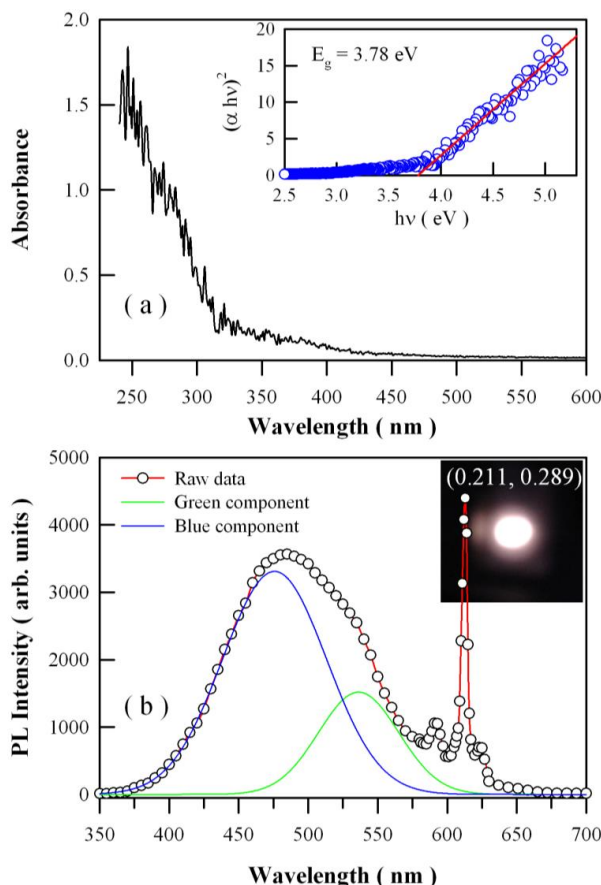 2.0
1.5
1.0
0.5
0.0
Absorbance
( a )
250 300 350 400 450 500 550 600
Wavelength ( nm )
E_g = 3.78 eV
20
15
10
5
0
(α hν)²
2.5 3.0 3.5 4.0 4.5 5.0
hν ( eV )
5000
4000
3000
2000
1000
0
PL Intensity ( arb. units )
Raw data
Green component
Blue component
(0.211, 0.289)
( b )
350 400 450 500 550 600 650 700
Wavelength ( nm )